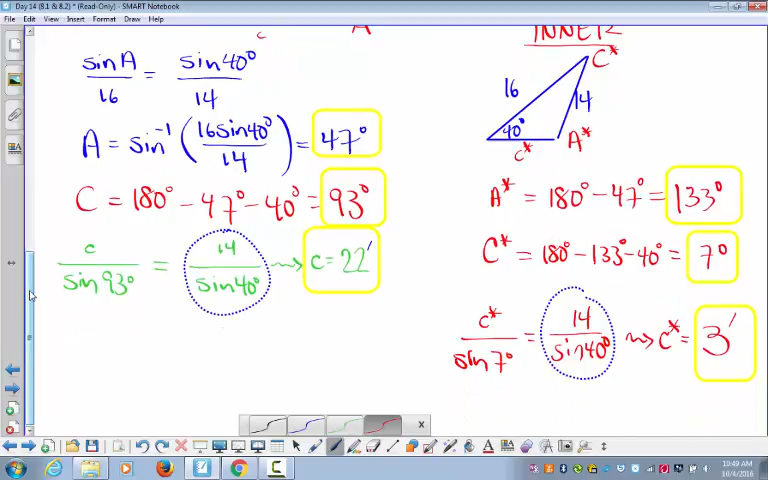 Day 14 (8.1 & 8.2) * (Read-Only) - SMART Notebook
File Edit View Insert Format Tools Draw Help
INNER
sinA/16 = sin40°/14
A = sin⁻¹(16sin40°/14) = 47°
C = 180° - 47° - 40° = 93°
c/sin93° = 14/sin40° ⇝ c = 22'
C*
16
14
40°
c*
A*
A* = 180° - 47° = 133°
C* = 180° - 133° - 40° = 7°
c*/sin7° = 14/sin40° ⇝ c* = 3'
10:49 AM
10/4/2016